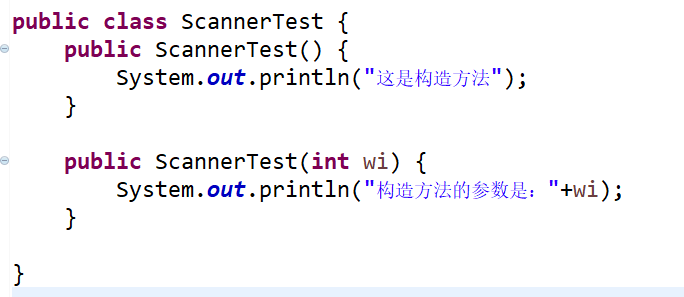 public class ScannerTest {
public ScannerTest() {
System.out.println("这是构造方法");
}
public ScannerTest(int wi) {
System.out.println("构造方法的参数是："+wi);
}
}